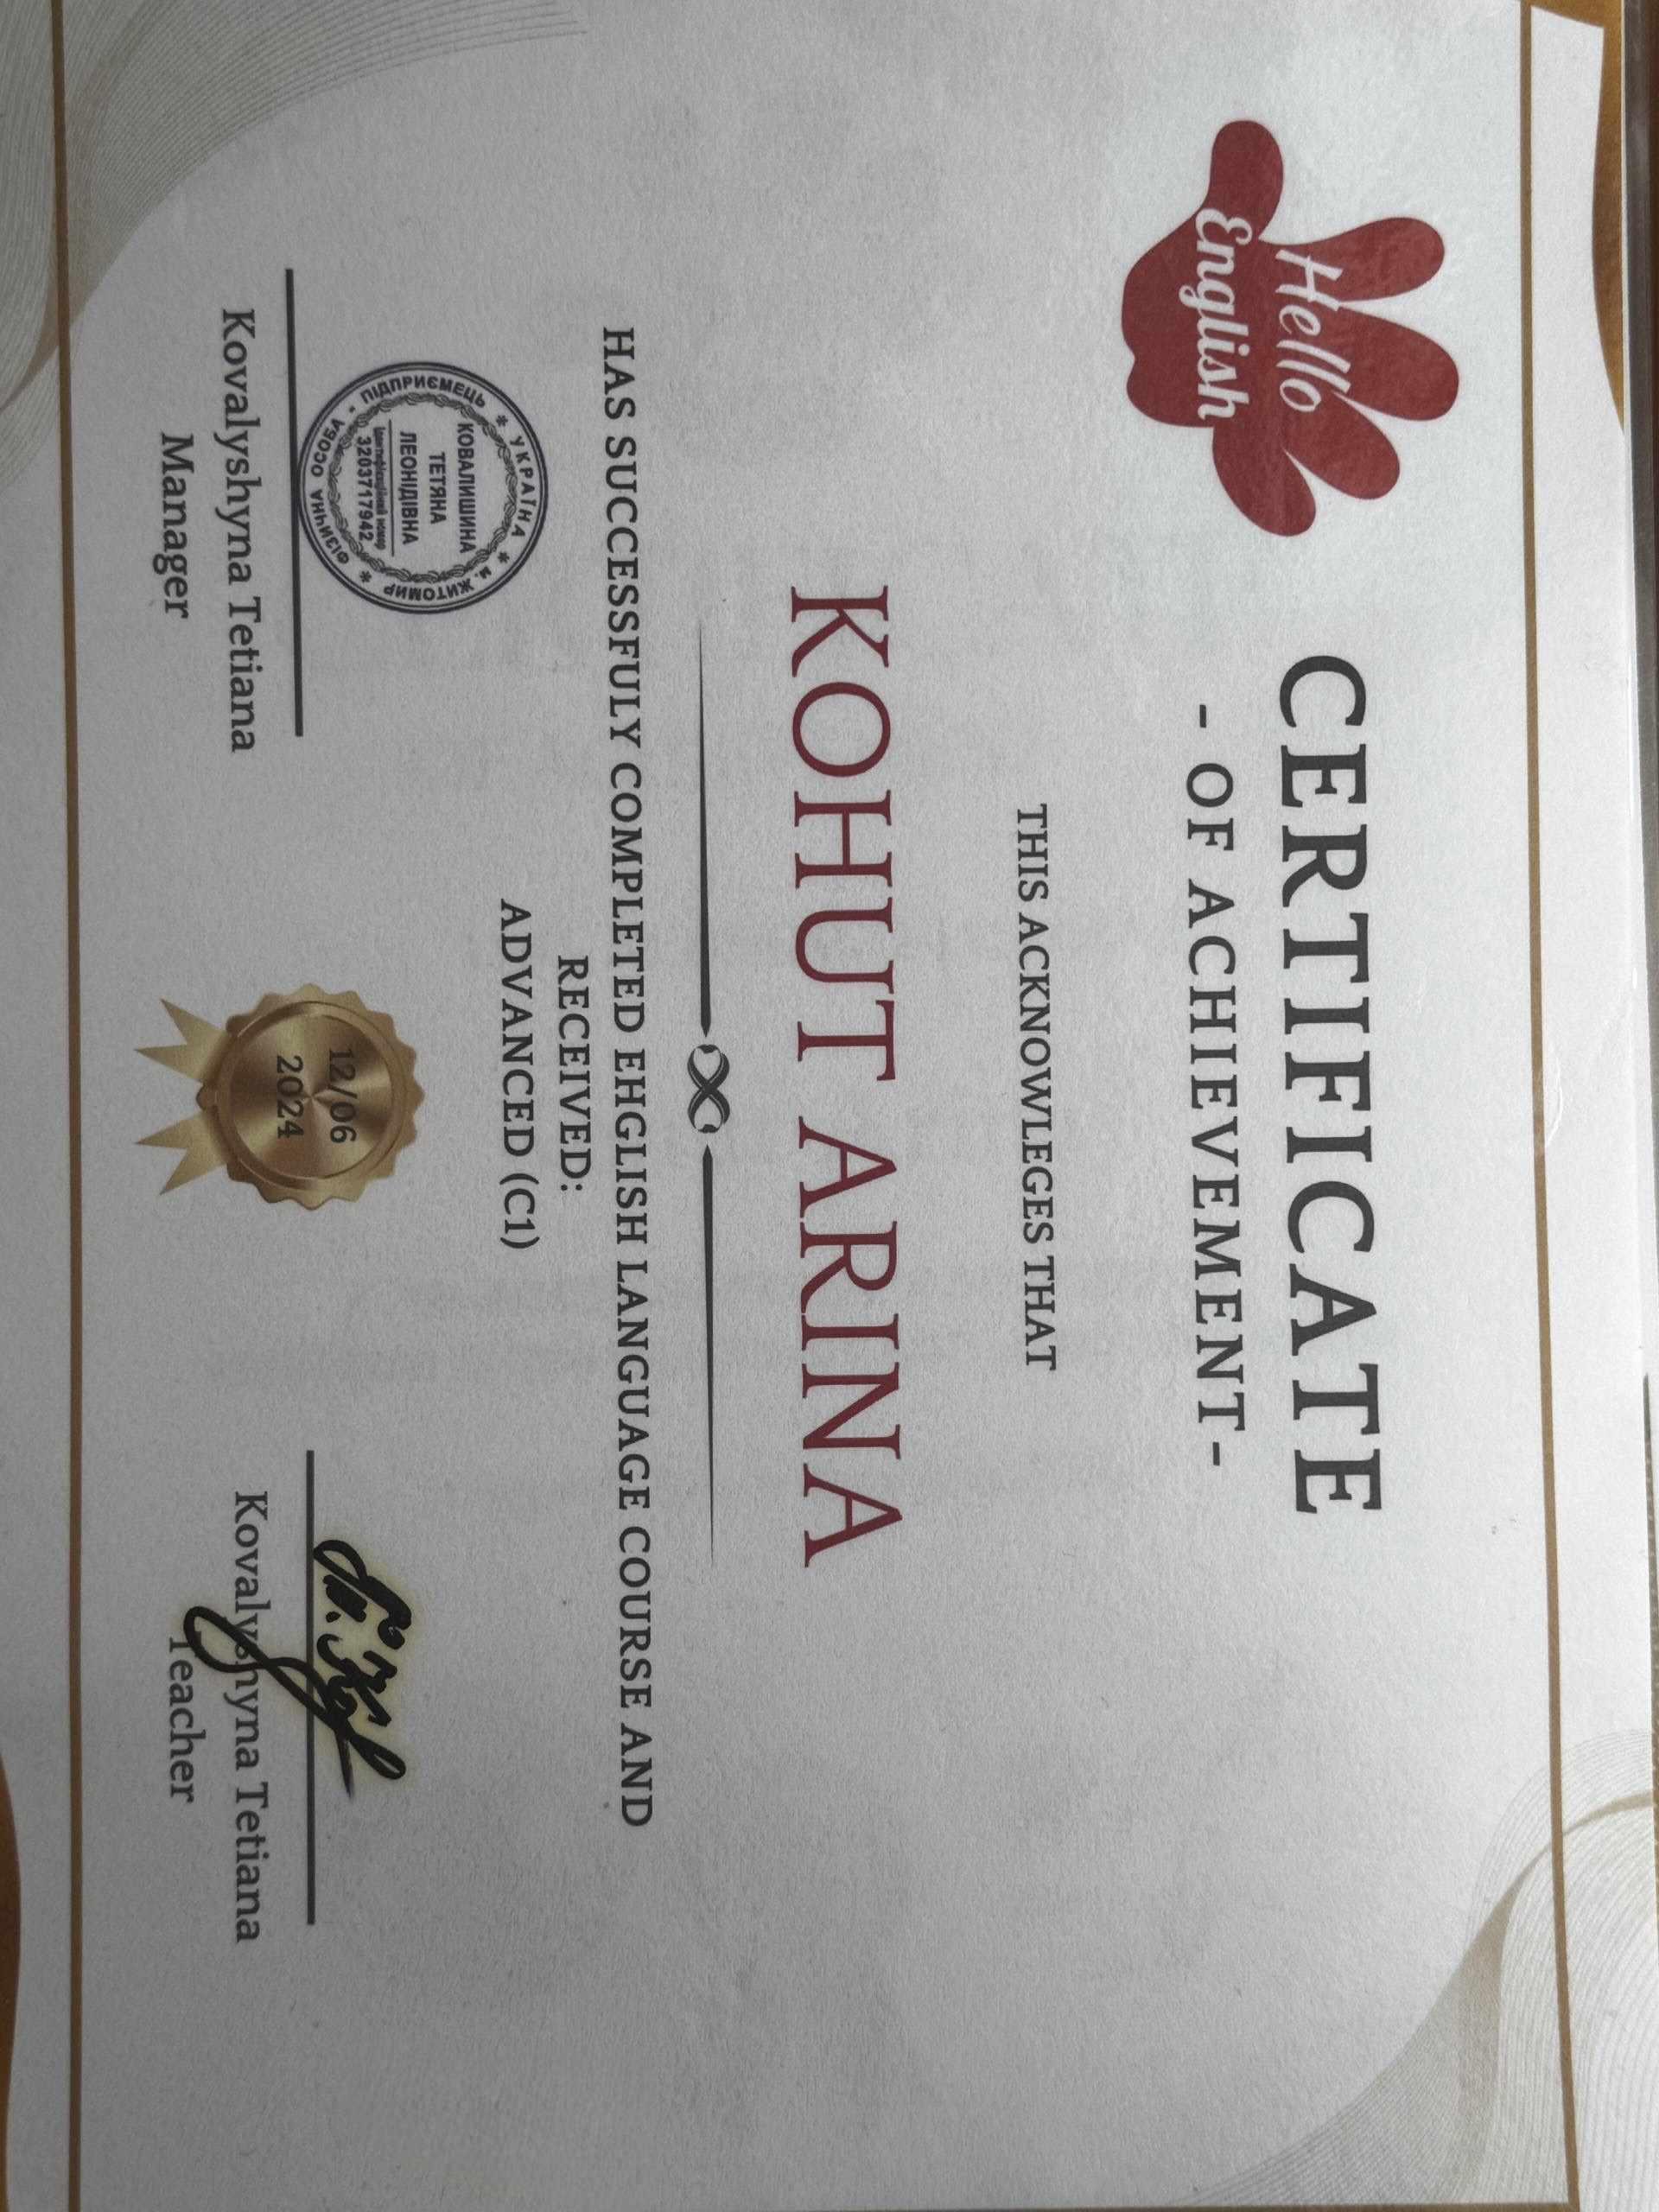 Hello
English
CERTIFICATE
- OF ACHIEVEMENT-
THIS ACKNOWLEGES THAT
KOHUT ARINA
HAS SUCCESSFULY COMPLETED EHGLISH LANGUAGE COURSE AND
RECEIVED:
ADVANCED (C1)
* УКРАЇНА * м. ЖИТОМИР * ФІЗИЧНА ОСОБА - ПІДПРИЄМЕЦЬ
КОВАЛИШИНА
ТЕТЯНА
ЛЕОНІДІВНА
Ідентифікаційний номер
3203717942
Kovalyshyna Tetiana
Manager
12/06
2024
Kovalyshyna Tetiana
Teacher